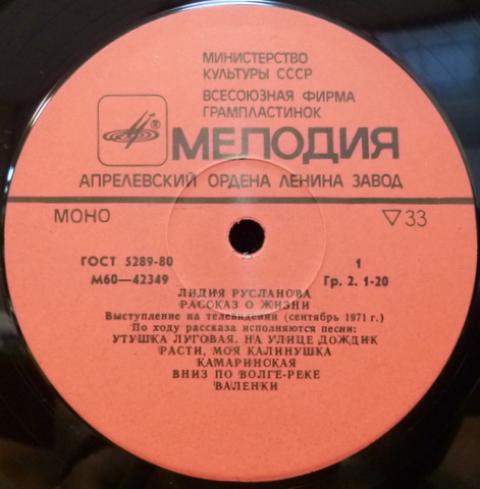 МИНИСТЕРСТВО
КУЛЬТУРЫ СССР
ВСЕСОЮЗНАЯ ФИРМА
ГРАМПЛАСТИНОК
® МЕЛОДИЯ
АПРЕЛЕВСКИЙ ОРДЕНА ЛЕНИНА ЗАВОД
МОНО ▽33
ГОСТ 5289-80 1
М60—42349 Гр. 2. 1-20
ЛИДИЯ РУСЛАНОВА
РАССКАЗ О ЖИЗНИ
Выступление на телевидении (сентябрь 1971 г.)
По ходу рассказа исполняются песни:
УТУШКА ЛУГОВАЯ. НА УЛИЦЕ ДОЖДИК
РАСТИ, МОЯ КАЛИНУШКА
КАМАРИНСКАЯ
ВНИЗ ПО ВОЛГЕ-РЕКЕ
ВАЛЕНКИ